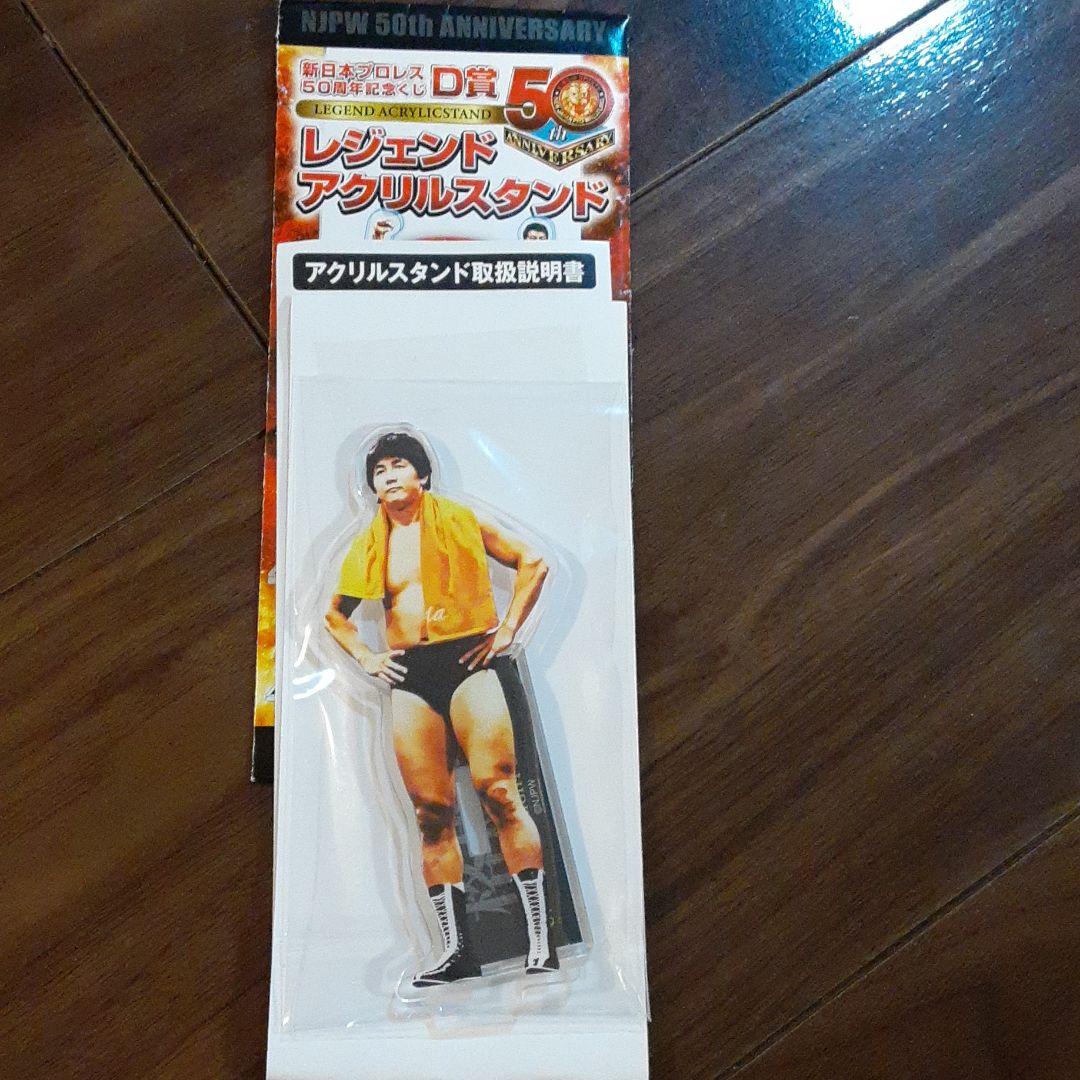 NJPW 50th ANNIVERSARY
新日本プロレス
50周年記念くじ D賞
LEGEND ACRYLICSTAND
50th
ANNIVERSARY
レジェンド
アクリルスタンド
アクリルスタンド取扱説明書
©NJPW